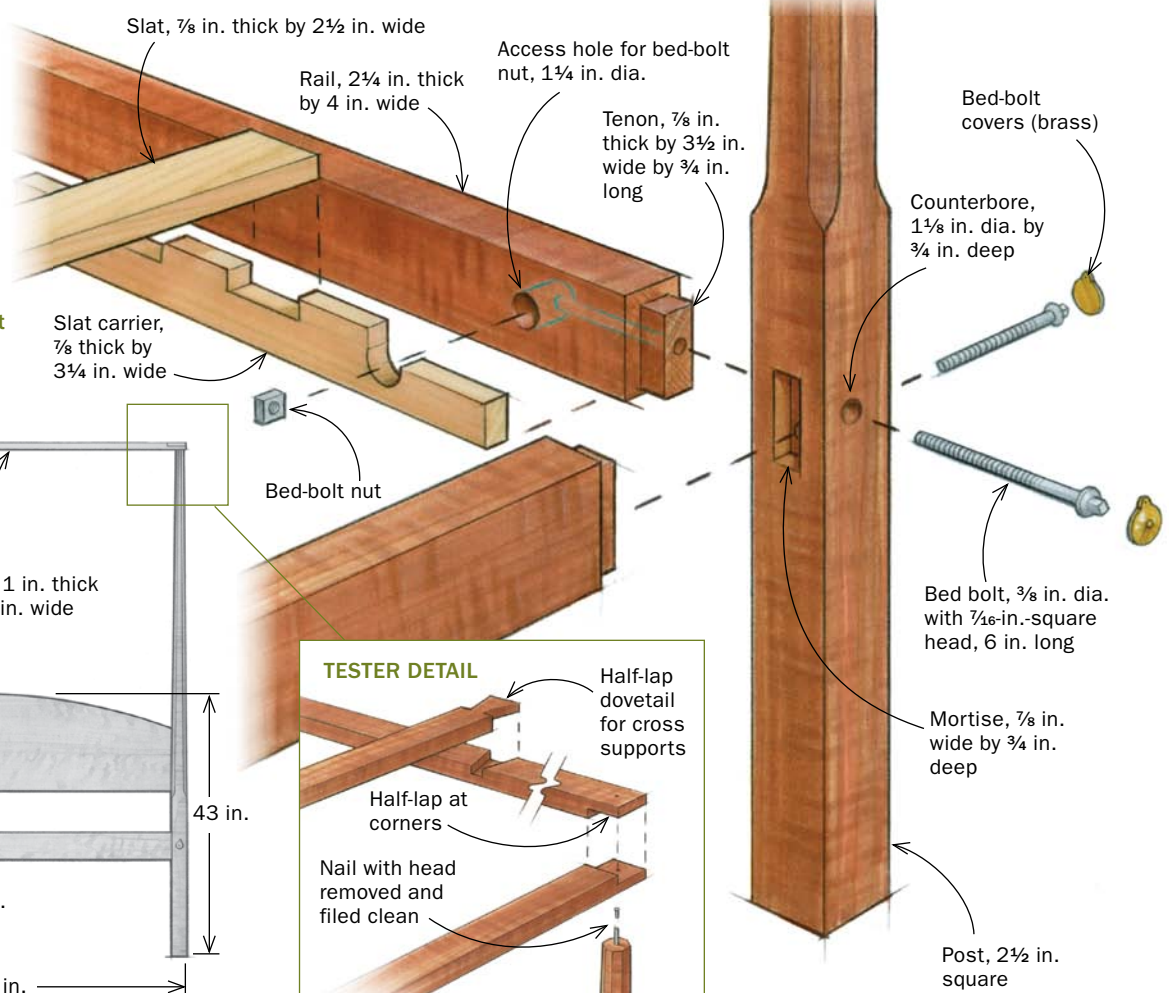 Slat, ⅞ in. thick by 2½ in. wide
Rail, 2¼ in. thick
by 4 in. wide
Access hole for bed-bolt
nut, 1¼ in. dia.
Tenon, ⅞ in.
thick by 3½ in.
wide by ¾ in.
long
Bed-bolt
covers (brass)
Counterbore,
1⅛ in. dia. by
¾ in. deep
t
Slat carrier,
⅞ thick by
3¼ in. wide
Bed-bolt nut
1 in. thick
in. wide
Bed bolt, ⅜ in. dia.
with 7⁄16-in.-square
head, 6 in. long
TESTER DETAIL
Half-lap
dovetail
for cross
supports
Mortise, ⅞ in.
wide by ¾ in.
deep
43 in.
Half-lap at
corners
Nail with head
removed and
filed clean
Post, 2½ in.
square
in.